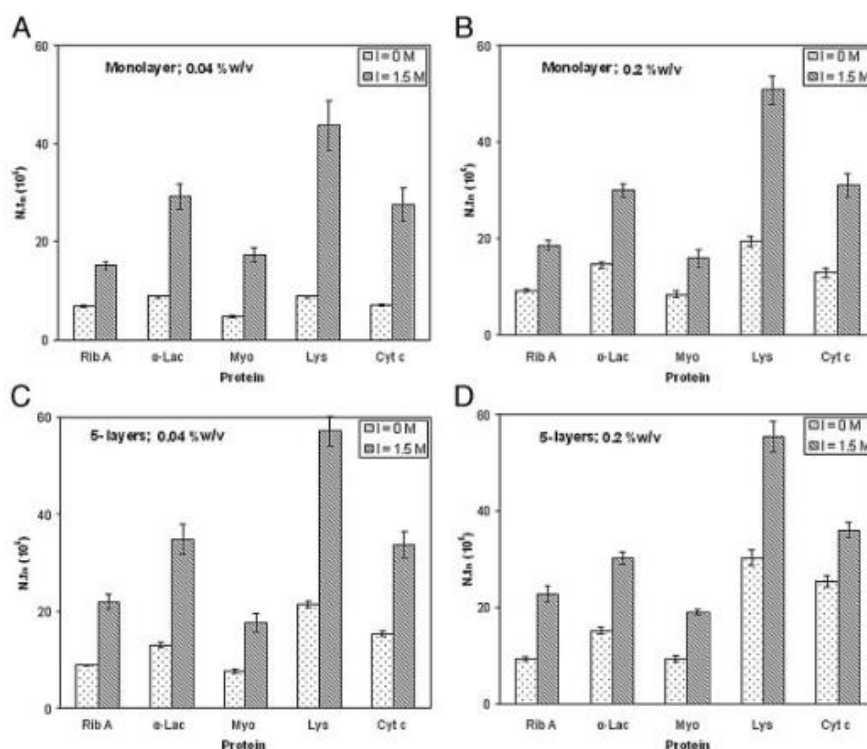 A
Monolayer; 0.04 %w/v
I = 0 M
I = 1.5 M
60
40
20
0
N.tₙ (10⁶)
Rib A α-Lac Myo Lys Cyt c
Protein
B
Monolayer; 0.2 %w/v
I = 0 M
I = 1.5 M
60
40
20
0
Rib A α-Lac Myo Lys Cyt c
Protein
C
5-layers; 0.04 %w/v
I = 0 M
I = 1.5 M
60
40
20
0
Rib A α-Lac Myo Lys Cyt c
Protein
D
5-layers; 0.2 %w/v
I = 0 M
I = 1.5 M
60
40
20
0
Rib A α-Lac Myo Lys Cyt c
Protein